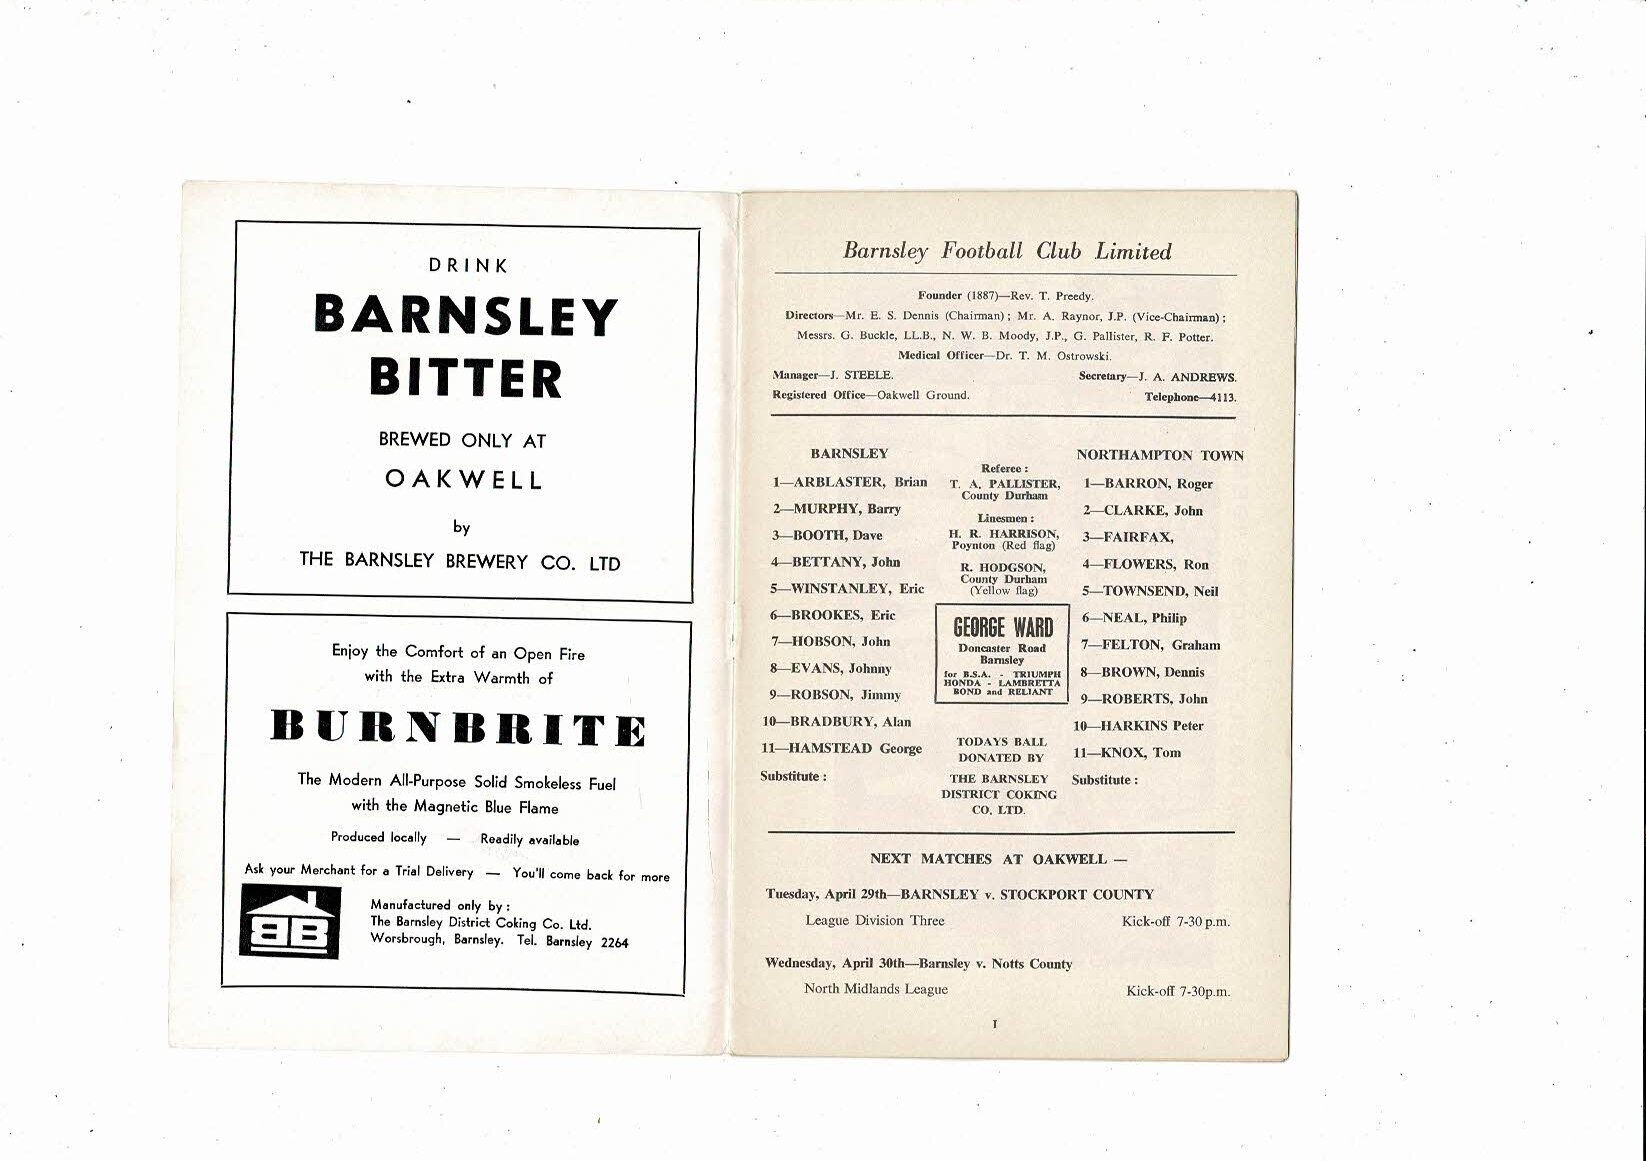 DRINK
BARNSLEY
BITTER
BREWED ONLY AT
OAKWELL
by
THE BARNSLEY BREWERY CO. LTD
Enjoy the Comfort of an Open Fire
with the Extra Warmth of
BURNBRITE
The Modern All-Purpose Solid Smokeless Fuel
with the Magnetic Blue Flame
Produced locally — Readily available
Ask your Merchant for a Trial Delivery — You'll come back for more
BB
Manufactured only by :
The Barnsley District Coking Co. Ltd.
Worsbrough, Barnsley. Tel. Barnsley 2264
Barnsley Football Club Limited
Founder (1887)—Rev. T. Preedy.
Directors—Mr. E. S. Dennis (Chairman) ; Mr. A. Raynor, J.P. (Vice-Chairman) ;
Messrs. G. Buckle, LL.B., N. W. B. Moody, J.P., G. Pallister, R. F. Potter.
Medical Officer—Dr. T. M. Ostrowski.
Manager—J. STEELE. Secretary—J. A. ANDREWS.
Registered Office—Oakwell Ground. Telephone—4113.
BARNSLEY
1—ARBLASTER, Brian
2—MURPHY, Barry
3—BOOTH, Dave
4—BETTANY, John
5—WINSTANLEY, Eric
6—BROOKES, Eric
7—HOBSON, John
8—EVANS, Johnny
9—ROBSON, Jimmy
10—BRADBURY, Alan
11—HAMSTEAD George
Substitute :
Referee :
T. A. PALLISTER,
County Durham
Linesmen :
H. R. HARRISON,
Poynton (Red flag)
R. HODGSON,
County Durham
(Yellow flag)
GEORGE WARD
Doncaster Road
Barnsley
for B.S.A. - TRIUMPH
HONDA - LAMBRETTA
BOND and RELIANT
TODAYS BALL
DONATED BY
THE BARNSLEY
DISTRICT COKING
CO. LTD.
NORTHAMPTON TOWN
1—BARRON, Roger
2—CLARKE, John
3—FAIRFAX,
4—FLOWERS, Ron
5—TOWNSEND, Neil
6—NEAL, Philip
7—FELTON, Graham
8—BROWN, Dennis
9—ROBERTS, John
10—HARKINS Peter
11—KNOX, Tom
Substitute :
NEXT MATCHES AT OAKWELL —
Tuesday, April 29th—BARNSLEY v. STOCKPORT COUNTY
League Division Three Kick-off 7-30 p.m.
Wednesday, April 30th—Barnsley v. Notts County
North Midlands League Kick-off 7-30p.m.
I